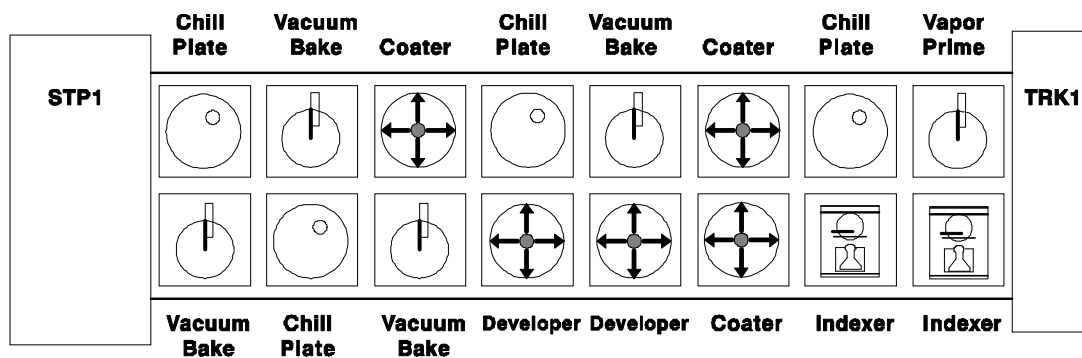 Chill Vacuum Chill Vacuum Chill Vapor
Plate Bake Coater Plate Bake Coater Plate Prime
STP1 TRK1
Vacuum Chill Vacuum Developer Developer Coater Indexer Indexer
Bake Plate Bake